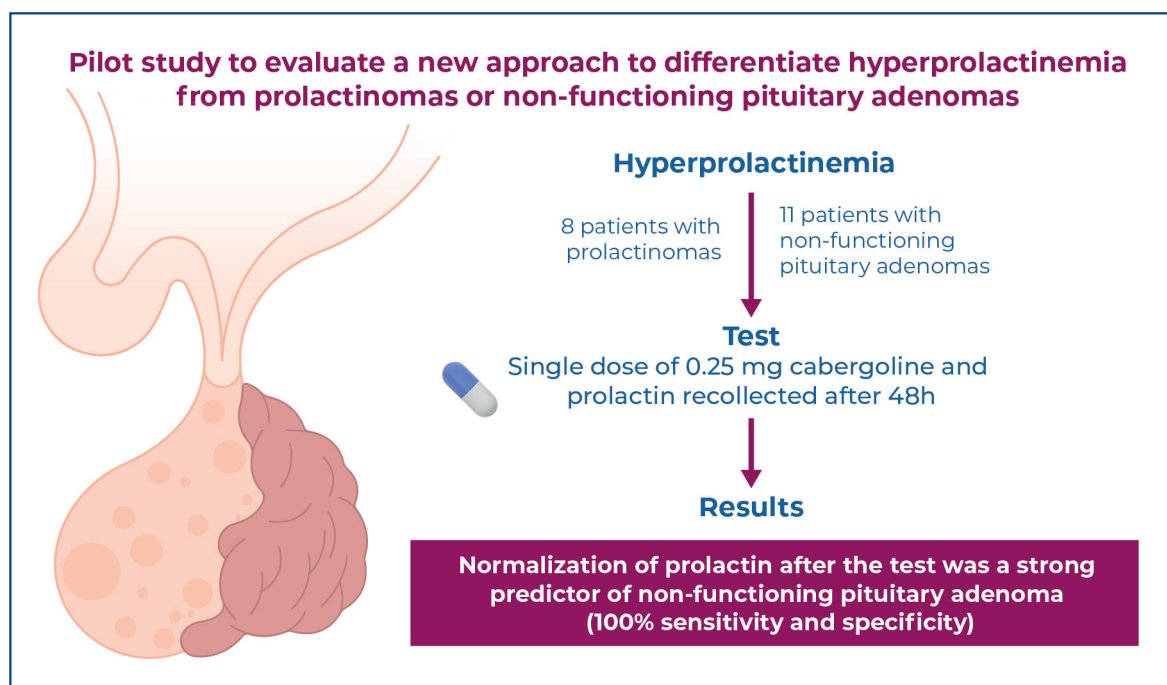 Pilot study to evaluate a new approach to differentiate hyperprolactinemia
from prolactinomas or non-functioning pituitary adenomas
Hyperprolactinemia
8 patients with
prolactinomas
11 patients with
non-functioning
pituitary adenomas
Test
Single dose of 0.25 mg cabergoline and
prolactin recollected after 48h
Results
Normalization of prolactin after the test was a strong
predictor of non-functioning pituitary adenoma
(100% sensitivity and specificity)